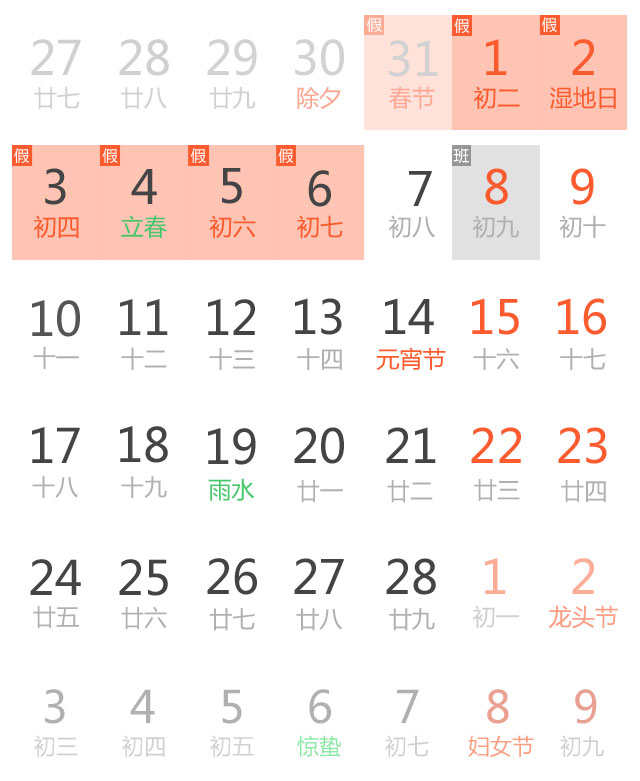 假 假 假
27 28 29 30 31 1 2
廿七 廿八 廿九 除夕 春节 初二 湿地日
假 假 假 假 班
3 4 5 6 7 8 9
初四 立春 初六 初七 初八 初九 初十
10 11 12 13 14 15 16
十一 十二 十三 十四 元宵节 十六 十七
17 18 19 20 21 22 23
十八 十九 雨水 廿一 廿二 廿三 廿四
24 25 26 27 28 1 2
廿五 廿六 廿七 廿八 廿九 初一 龙头节
3 4 5 6 7 8 9
初三 初四 初五 惊蛰 初七 妇女节 初九